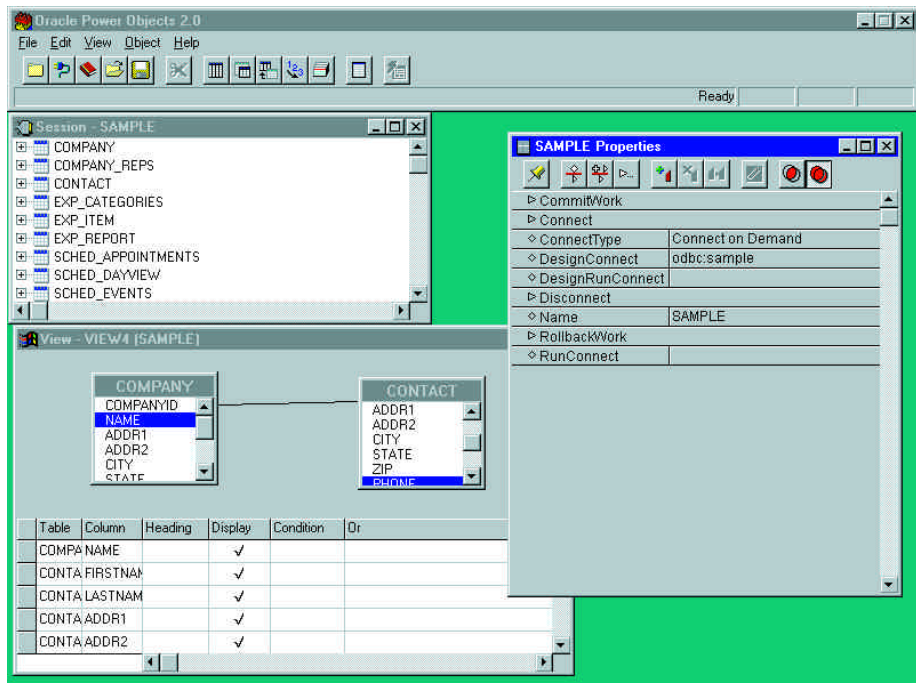 Oracle Power Objects 2.0
File Edit View Object Help
Ready
Session - SAMPLE
COMPANY
COMPANY_REPS
CONTACT
EXP_CATEGORIES
EXP_ITEM
EXP_REPORT
SCHED_APPOINTMENTS
SCHED_DAYVIEW
SCHED_EVENTS
SAMPLE Properties
CommitWork
Connect
ConnectType Connect on Demand
DesignConnect odbc:sample
DesignRunConnect
Disconnect
Name SAMPLE
RollbackWork
RunConnect
View - VIEW4 (SAMPLE)
COMPANY
COMPANYID
NAME
ADDR1
ADDR2
CITY
STATE
CONTACT
ADDR1
ADDR2
CITY
STATE
ZIP
PHONE
Table Column Heading Display Condition Or
COMPA NAME
CONTA FIRSTNAM
CONTA LASTNAM
CONTA ADDR1
CONTA ADDR2